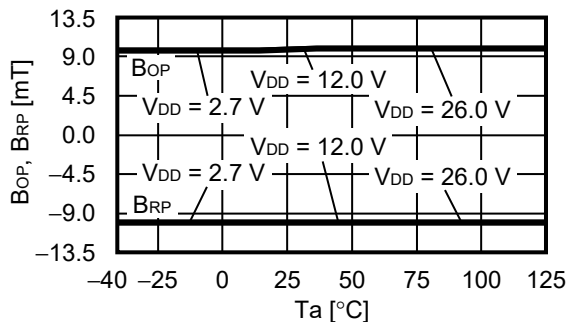 13.5
9.0
4.5
0.0
−4.5
−9.0
−13.5
BOP, BRP [mT]
BOP
VDD = 12.0 V
VDD = 2.7 V
VDD = 26.0 V
VDD = 12.0 V
VDD = 2.7 V
VDD = 26.0 V
BRP
−40 −25 0 25 50 75 100 125
Ta [°C]